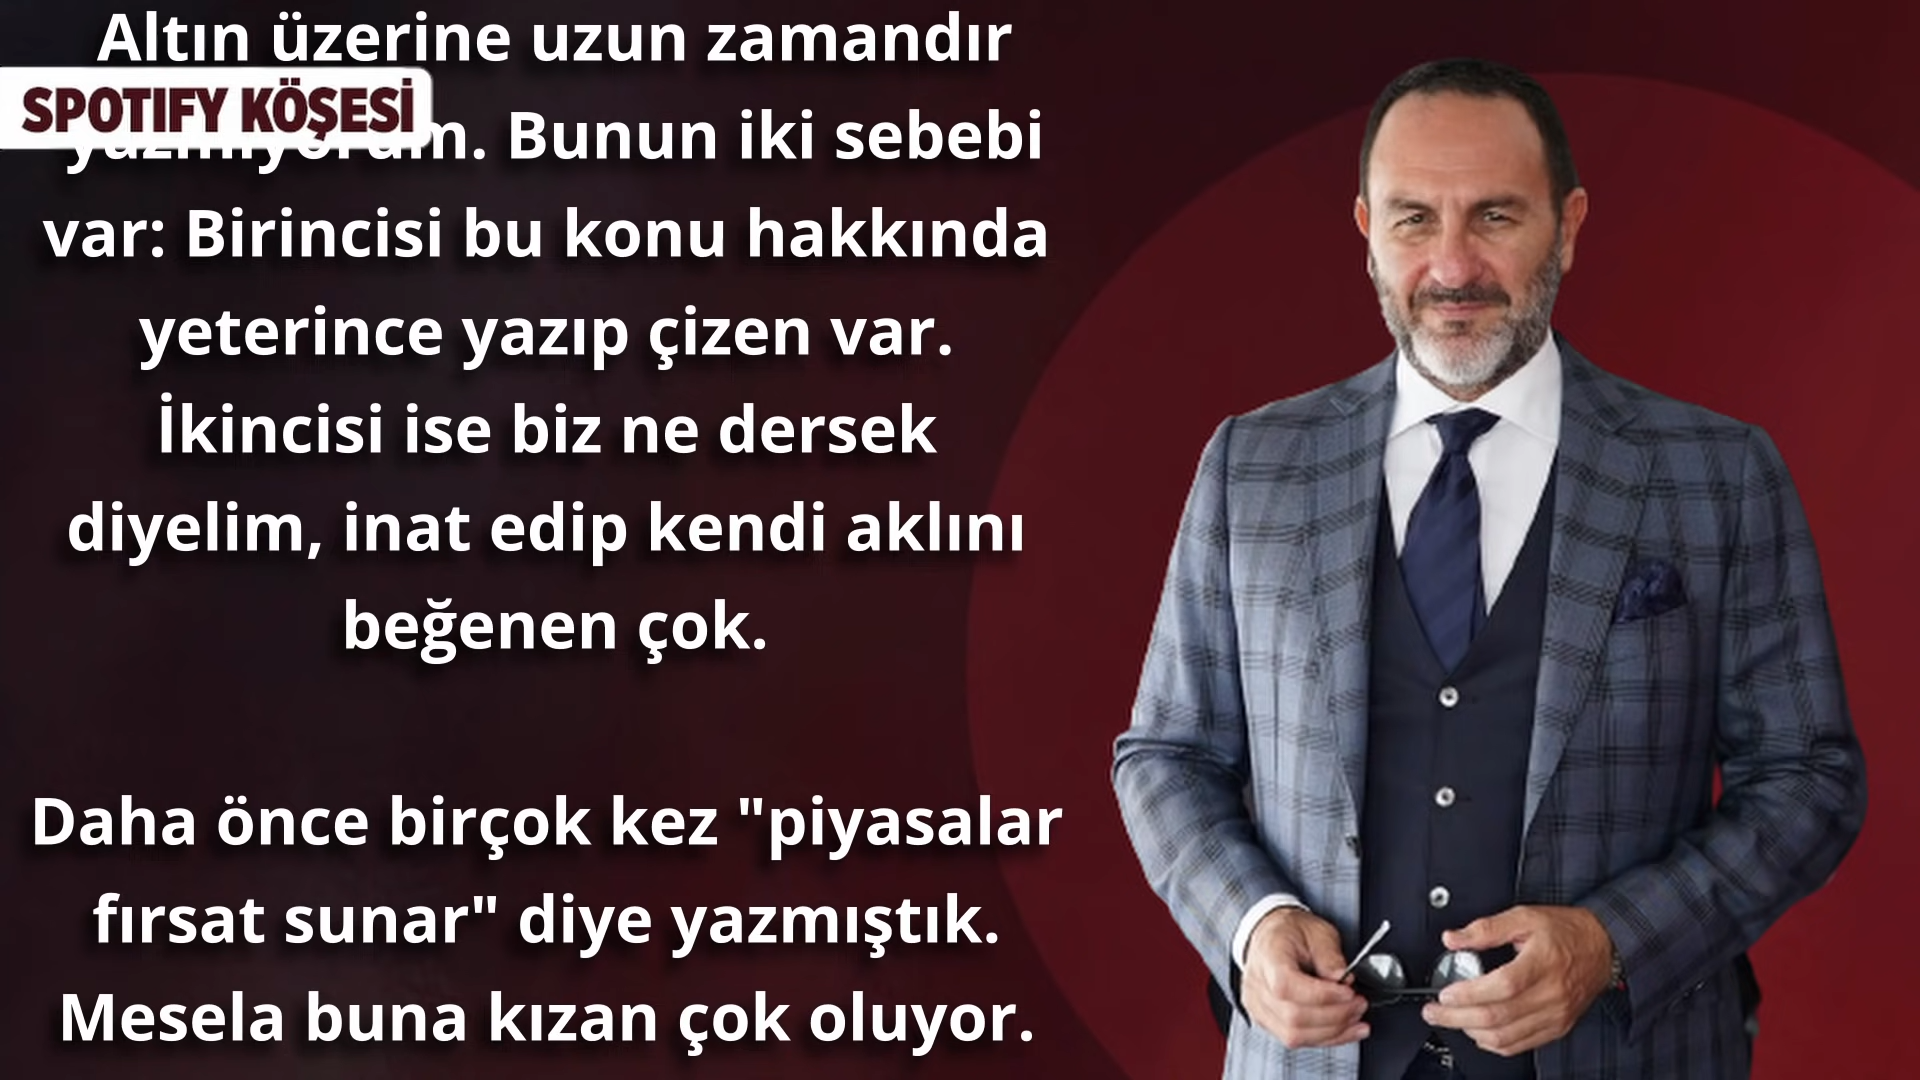 Altın üzerine uzun zamandır
SPOTIFY KÖŞESİ
yazmıyorum. Bunun iki sebebi
var: Birincisi bu konu hakkında
yeterince yazıp çizen var.
İkincisi ise biz ne dersek
diyelim, inat edip kendi aklını
beğenen çok.
Daha önce birçok kez "piyasalar
fırsat sunar" diye yazmıştık.
Mesela buna kızan çok oluyor.